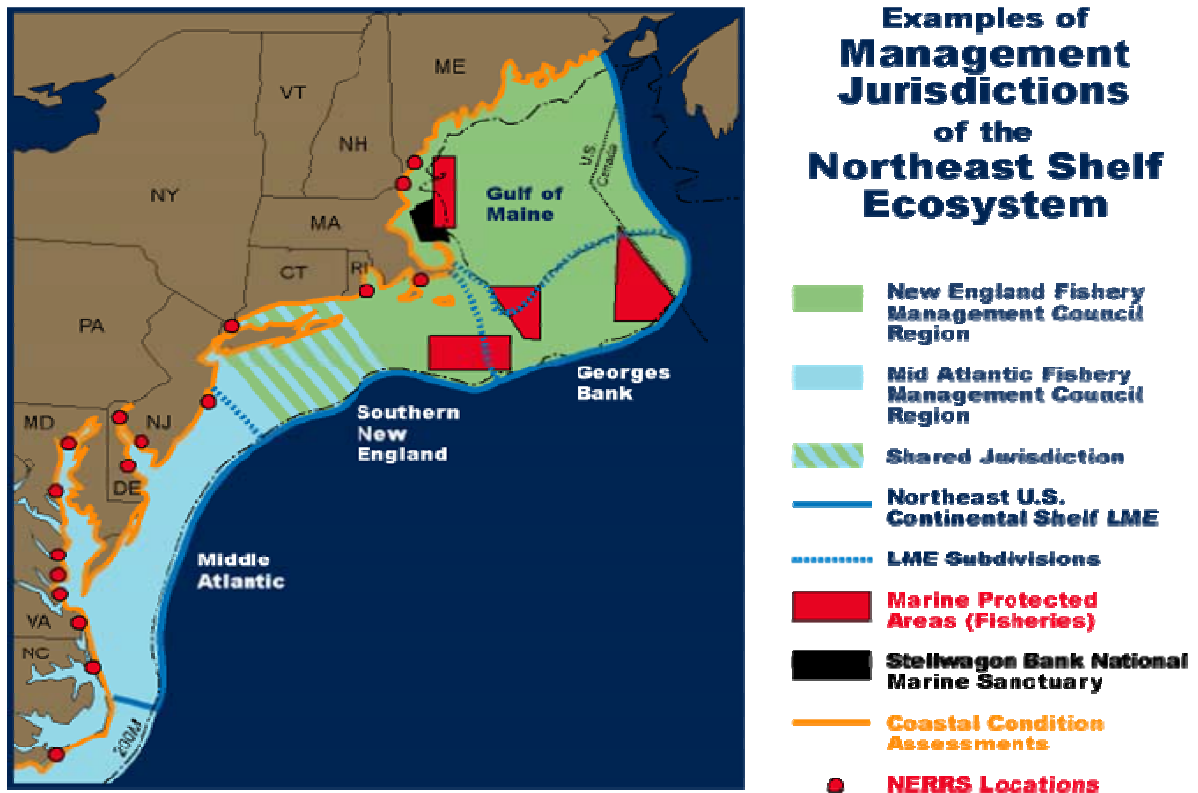 Examples of
Management
Jurisdictions
of the
Northeast Shelf
Ecosystem
New England Fishery
Management Council
Region
Mid Atlantic Fishery
Management Council
Region
Shared Jurisdiction
Northeast U.S.
Continental Shelf LME
LME Subdivisions
Marine Protected
Areas (Fisheries)
Stellwagon Bank National
Marine Sanctuary
Coastal Condition
Assessments
NERRS Locations
ME
VT
NH
NY
MA
CT
RI
PA
NJ
MD
DE
VA
NC
U.S.
Canada
Gulf of
Maine
Georges
Bank
Southern
New
England
Middle
Atlantic
200M